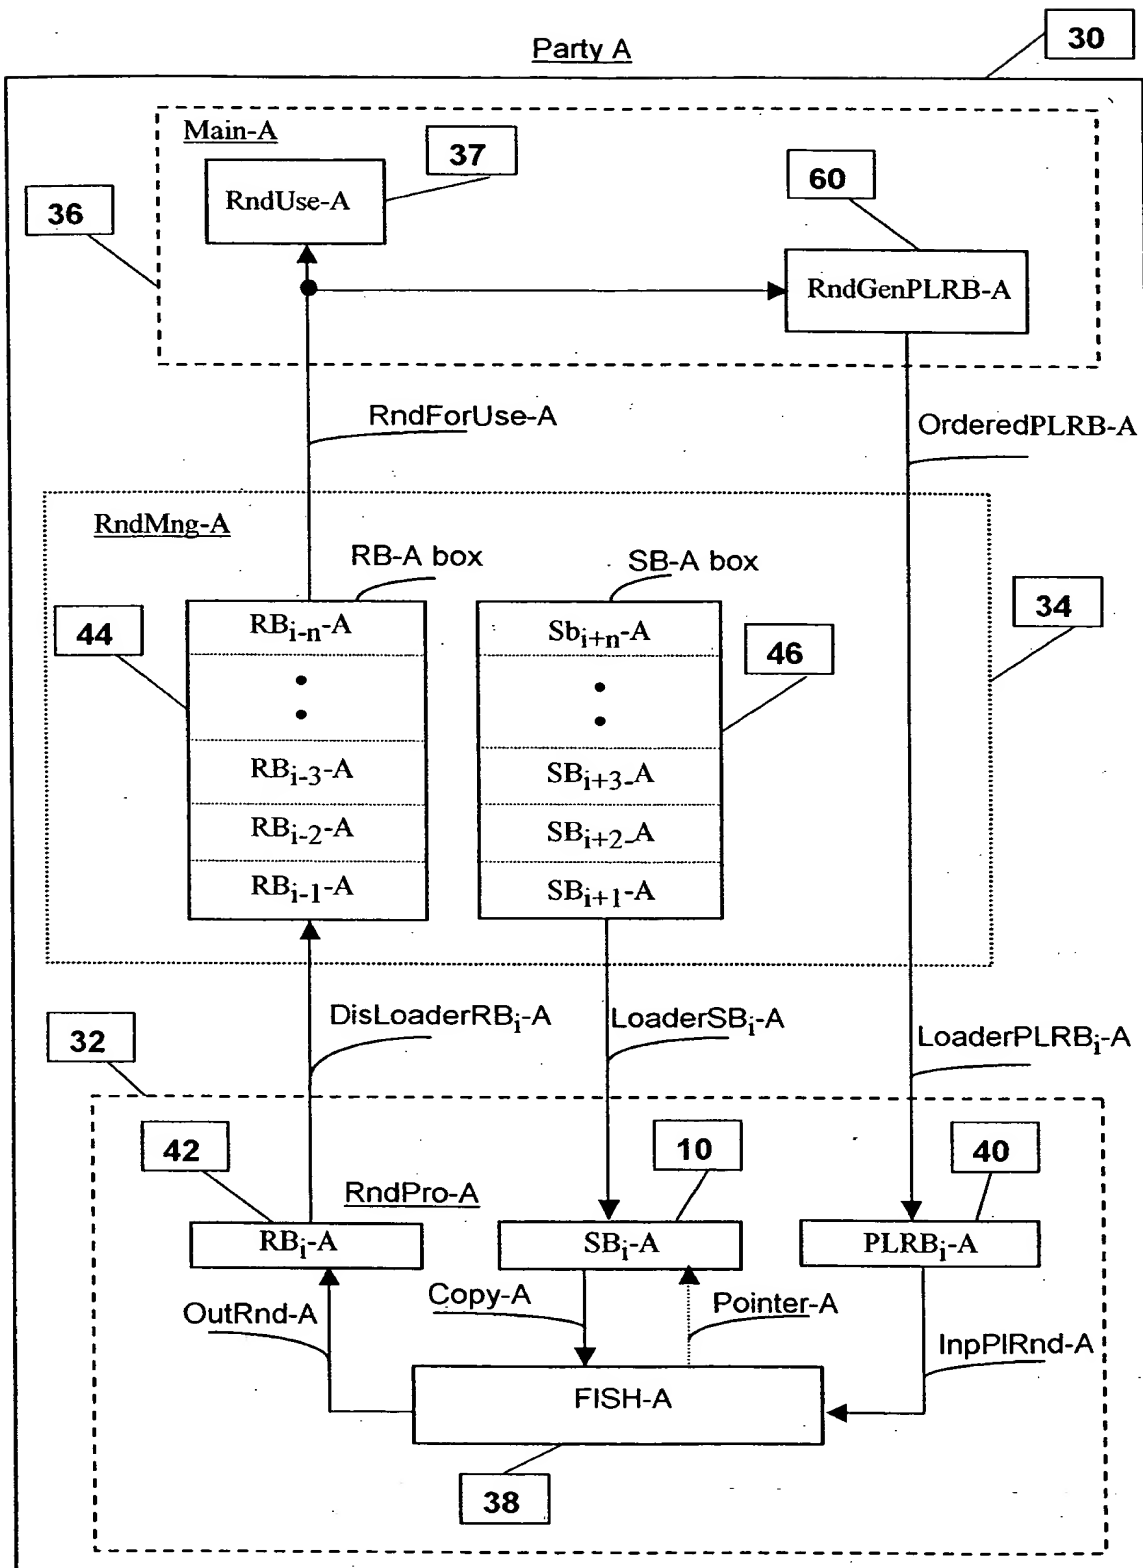 30
Party A
Main-A
37
RndUse-A
60
36
RndGenPLRB-A
RndForUse-A
OrderedPLRB-A
RndMng-A
RB-A box
SB-A box
34
44
RBi-n-A
Sbi+n-A
46
RBi-3-A
SBi+3-A
RBi-2-A
SBi+2-A
RBi-1-A
SBi+1-A
DisLoaderRBi-A
LoaderSBi-A
LoaderPLRBi-A
32
42
10
40
RndPro-A
RBi-A
SBi-A
PLRBi-A
OutRnd-A
Copy-A
Pointer-A
InpPlRnd-A
FISH-A
38